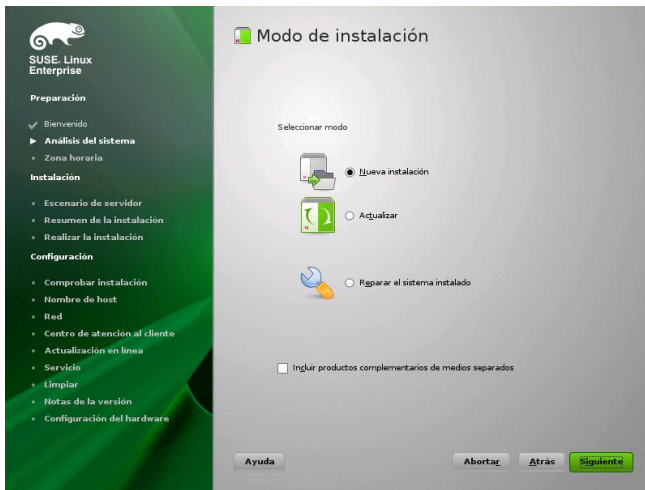 SUSE. Linux
Enterprise
Preparación
Bienvenido
Análisis del sistema
Zona horaria
Instalación
Escenario de servidor
Resumen de la instalación
Realizar la instalación
Configuración
Comprobar instalación
Nombre de host
Red
Centro de atención al cliente
Actualización en línea
Servicio
Limpiar
Notas de la versión
Configuración del hardware
Modo de instalación
Seleccionar modo
Nueva instalación
Actualizar
Reparar el sistema instalado
Incluir productos complementarios de medios separados
Ayuda
Abortar
Atrás
Siguiente